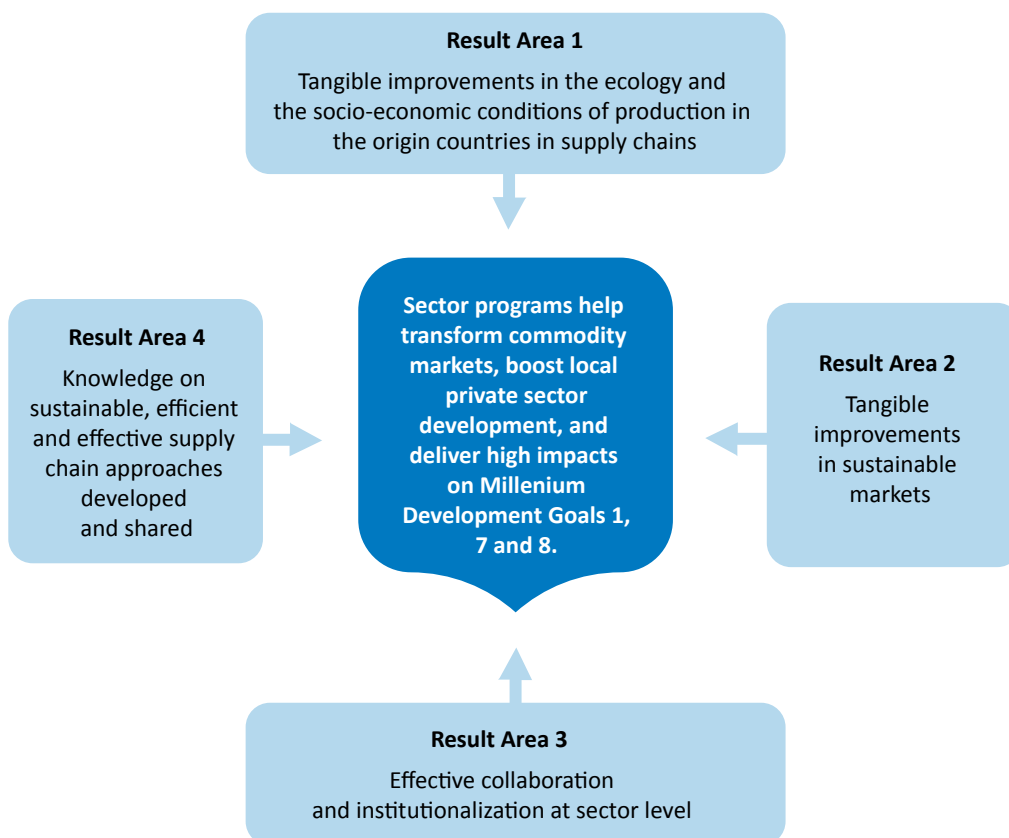 Result Area 1
Tangible improvements in the ecology and
the socio-economic conditions of production in
the origin countries in supply chains
Result Area 4
Knowledge on
sustainable, efficient
and effective supply
chain approaches
developed
and shared
Sector programs help
transform commodity
markets, boost local
private sector
development, and
deliver high impacts
on Millenium
Development Goals 1,
7 and 8.
Result Area 2
Tangible
improvements
in sustainable
markets
Result Area 3
Effective collaboration
and institutionalization at sector level